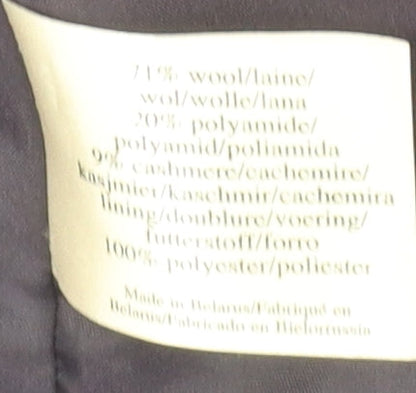 71% wool/laine/
wol/wolle/lana
20% polyamide/
polyamid/poliamida
9% cashmere/cachemire/
kasjmier/kaschmir/cachemira
lining/doublure/voering/
futterstoff/forro
100% polyester/poliester
Made in Belarus/Fabriqué en
Belarus/Fabricado en Bielorrussia